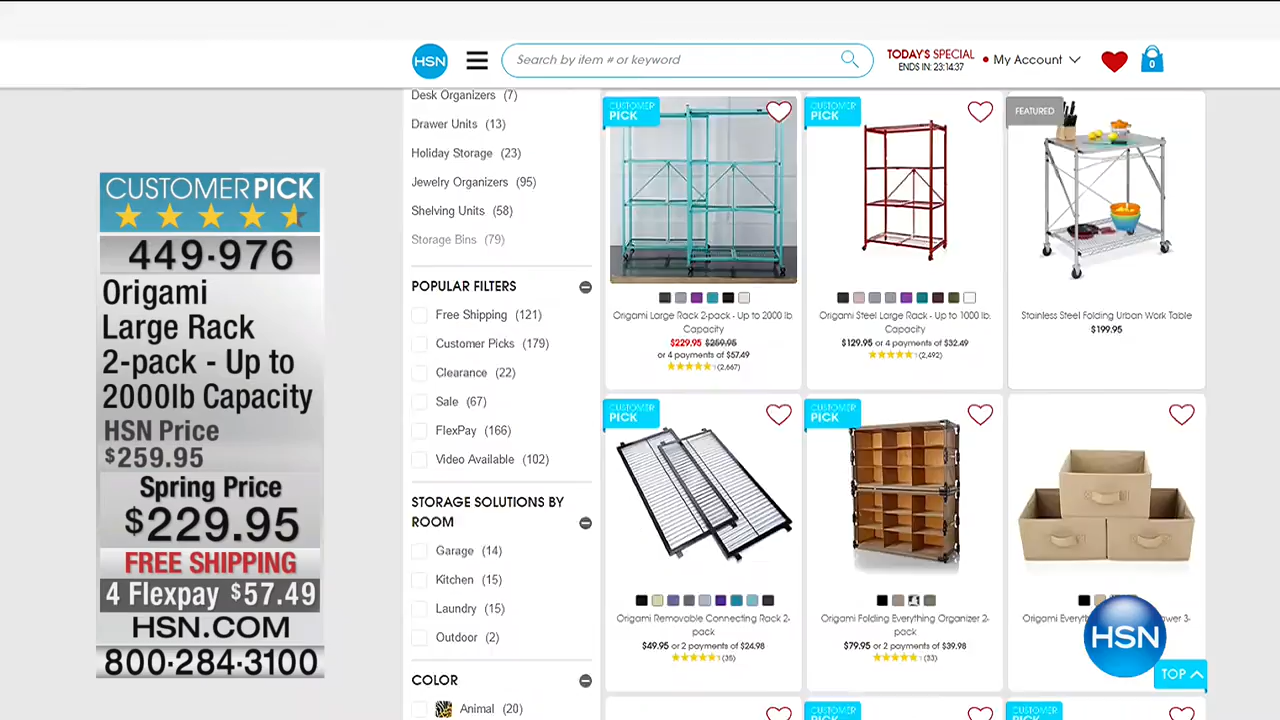 HSN
Search by item # or keyword
TODAY'S SPECIAL
ENDS IN: 23:14:37
My Account
0
CUSTOMERPICK
449·976
Origami
Large Rack
2-pack - Up to
2000lb Capacity
HSN Price
$259.95
Spring Price
$229.95
FREE SHIPPING
4 Flexpay $57.49
HSN.COM
800·284·3100
Desk Organizers (7)
Drawer Units (13)
Holiday Storage (23)
Jewelry Organizers (95)
Shelving Units (58)
Storage Bins (79)
POPULAR FILTERS
Free Shipping (121)
Customer Picks (179)
Clearance (22)
Sale (67)
FlexPay (166)
Video Available (102)
STORAGE SOLUTIONS BY
ROOM
Garage (14)
Kitchen (15)
Laundry (15)
Outdoor (2)
COLOR
Animal (20)
CUSTOMER
PICK
Origami Large Rack 2-pack - Up to 2000 lb.
Capacity
$229.95 $259.95
or 4 payments of $57.49
(2,667)
CUSTOMER
PICK
Origami Steel Large Rack - Up to 1000 lb.
Capacity
$129.95 or 4 payments of $32.49
(2,492)
FEATURED
Stainless Steel Folding Urban Work Table
$199.95
CUSTOMER
PICK
Origami Removable Connecting Rack 2-
pack
$49.95 or 2 payments of $24.98
(35)
CUSTOMER
PICK
Origami Folding Everything Organizer 2-
pack
$79.95 or 2 payments of $39.98
(33)
Origami 3-
HSN
TOP
CUSTOMER
PICK
CUSTOMER
PICK